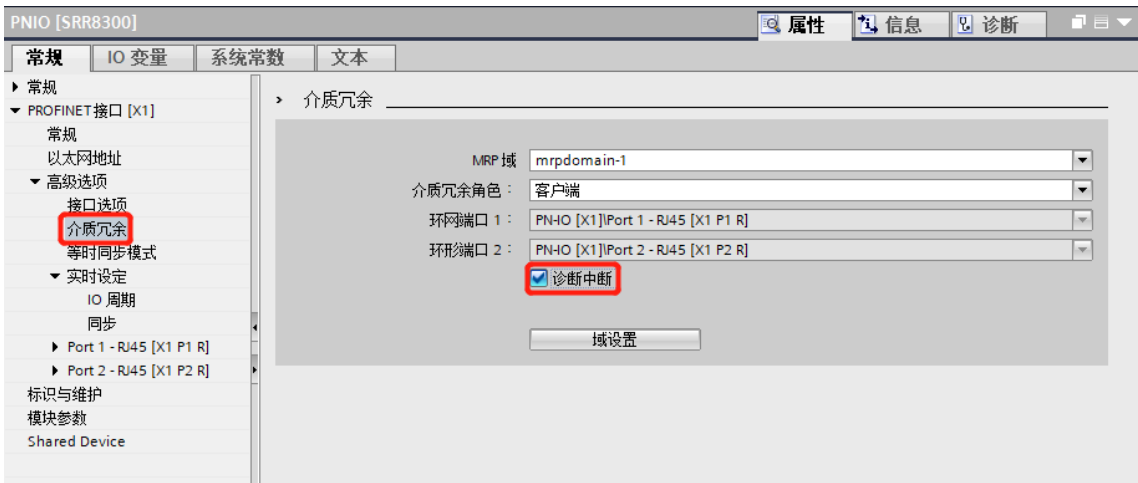 PNIO [SRR8300]
属性
信息
诊断
常规
IO 变量
系统常数
文本
常规
PROFINET接口 [X1]
常规
以太网地址
高级选项
接口选项
介质冗余
等时同步模式
实时设定
IO 周期
同步
Port 1 - RJ45 [X1 P1 R]
Port 2 - RJ45 [X1 P2 R]
标识与维护
模块参数
Shared Device
介质冗余
MRP 域 mrpdomain-1
介质冗余角色： 客户端
环网端口 1： PN-IO [X1]\Port 1 - RJ45 [X1 P1 R]
环形端口 2： PN-IO [X1]\Port 2 - RJ45 [X1 P2 R]
诊断中断
域设置